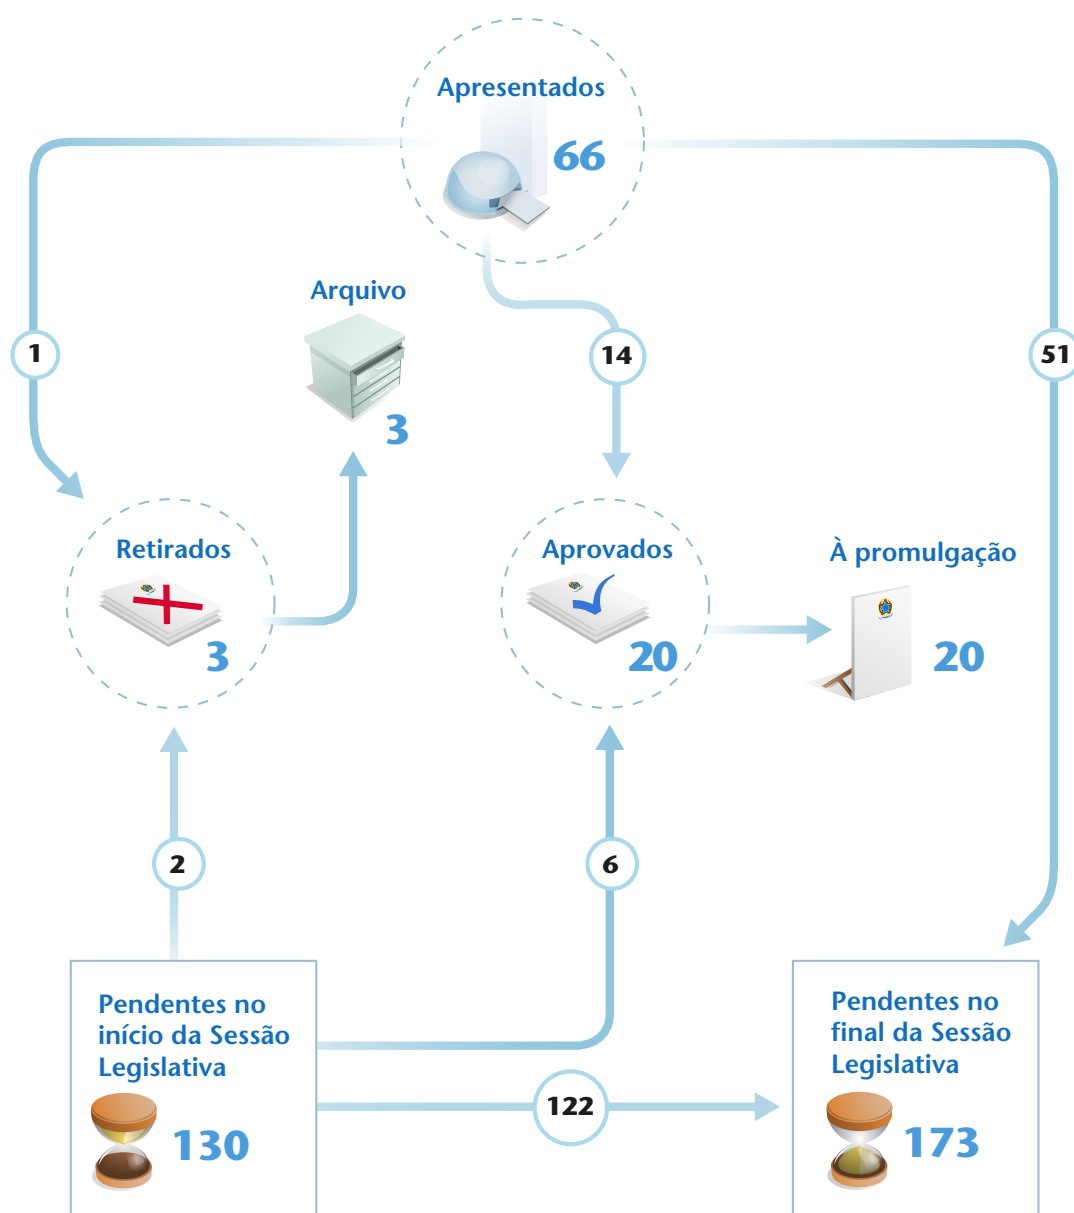 Apresentados
66
Arquivo
3
1
14
51
Retirados
3
Aprovados
20
À promulgação
20
2
6
Pendentes no
início da Sessão
Legislativa
130
122
Pendentes no
final da Sessão
Legislativa
173